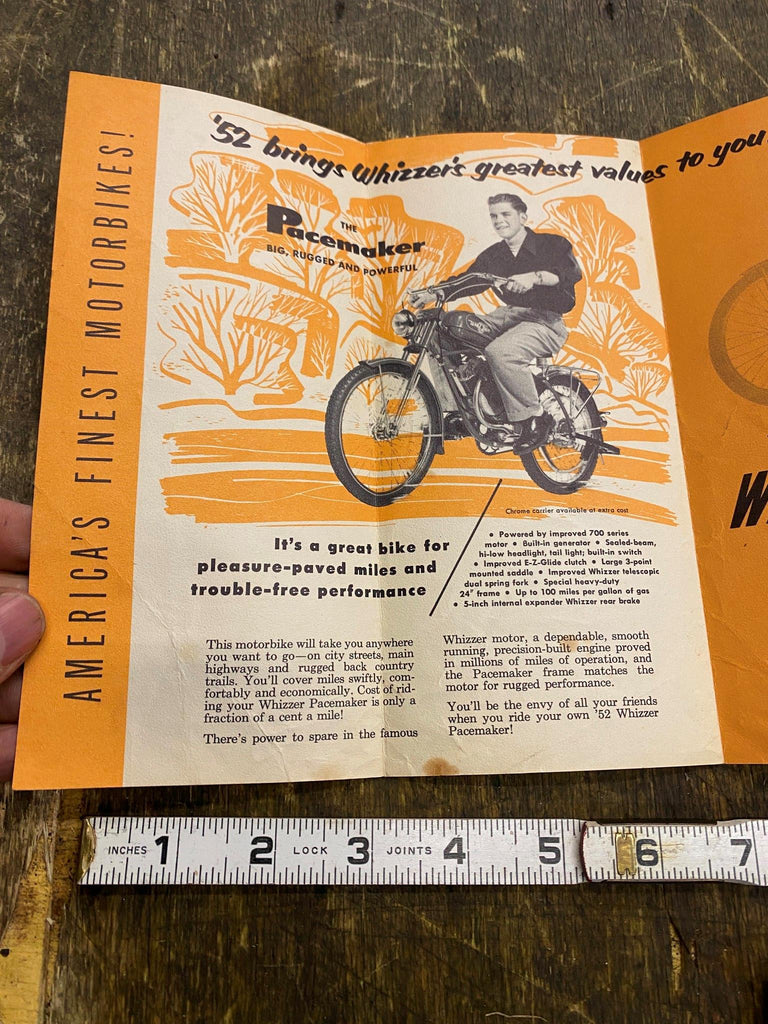 AMERICA'S FINEST MOTORBIKES!
'52 brings Whizzer's greatest values to you
THE
Pacemaker
BIG, RUGGED AND POWERFUL
Chrome carrier available at extra cost
It's a great bike for
pleasure-paved miles and
trouble-free performance
• Powered by improved 700 series
motor • Built-in generator • Sealed-beam,
hi-low headlight, tail light; built-in switch
• Improved E-Z-Glide clutch • Large 3-point
mounted saddle • Improved Whizzer telescopic
dual spring fork • Special heavy-duty
24" frame • Up to 100 miles per gallon of gas
• 5-inch internal expander Whizzer rear brake
This motorbike will take you anywhere
you want to go—on city streets, main
highways and rugged back country
trails. You'll cover miles swiftly, com-
fortably and economically. Cost of rid-
ing your Whizzer Pacemaker is only a
fraction of a cent a mile!
There's power to spare in the famous
Whizzer motor, a dependable, smooth
running, precision-built engine proved
in millions of miles of operation, and
the Pacemaker frame matches the
motor for rugged performance.
You'll be the envy of all your friends
when you ride your own '52 Whizzer
Pacemaker!
W
INCHES 1 2 LOCK 3 JOINTS 4 5 6 7